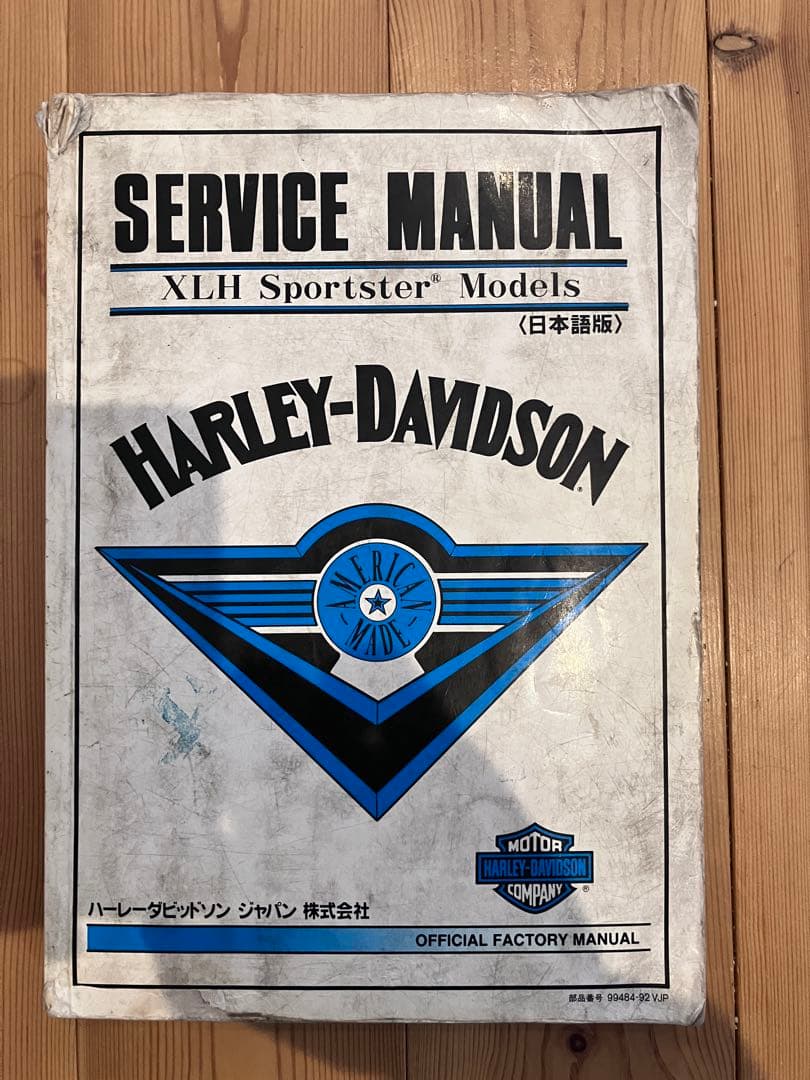 SERVICE MANUAL
XLH Sportster® Models
〈日本語版〉
HARLEY-DAVIDSON®
AMERICAN
MADE
MOTOR
HARLEY-DAVIDSON
COMPANY®
ハーレーダビッドソン ジャパン 株式会社
OFFICIAL FACTORY MANUAL
部品番号 99484-92 VJP